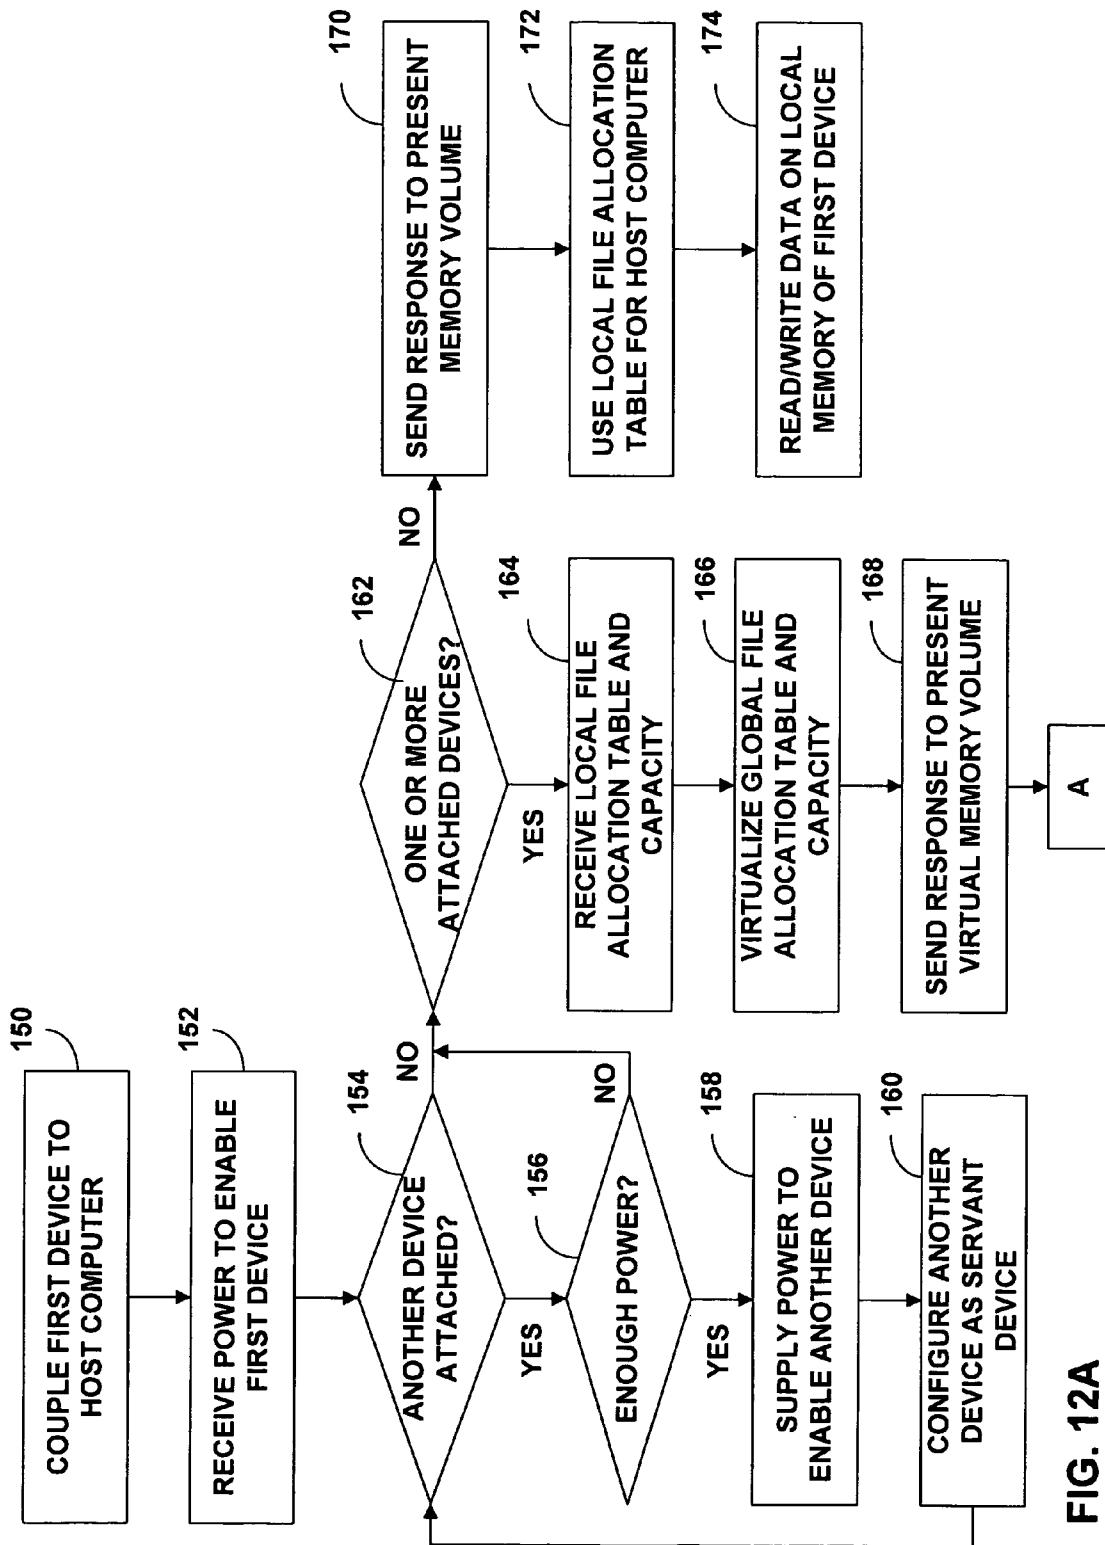 150
COUPLE FIRST DEVICE TO
HOST COMPUTER
152
RECEIVE POWER TO ENABLE
FIRST DEVICE
154
ANOTHER DEVICE
ATTACHED?
NO
YES
156
ENOUGH POWER?
NO
YES
158
SUPPLY POWER TO
ENABLE ANOTHER DEVICE
160
CONFIGURE ANOTHER
DEVICE AS SERVANT
DEVICE
162
ONE OR MORE
ATTACHED DEVICES?
NO
YES
164
RECEIVE LOCAL FILE
ALLOCATION TABLE AND
CAPACITY
166
VIRTUALIZE GLOBAL FILE
ALLOCATION TABLE AND
CAPACITY
168
SEND RESPONSE TO PRESENT
VIRTUAL MEMORY VOLUME
A
170
SEND RESPONSE TO PRESENT
MEMORY VOLUME
172
USE LOCAL FILE ALLOCATION
TABLE FOR HOST COMPUTER
174
READ/WRITE DATA ON LOCAL
MEMORY OF FIRST DEVICE
FIG. 12A